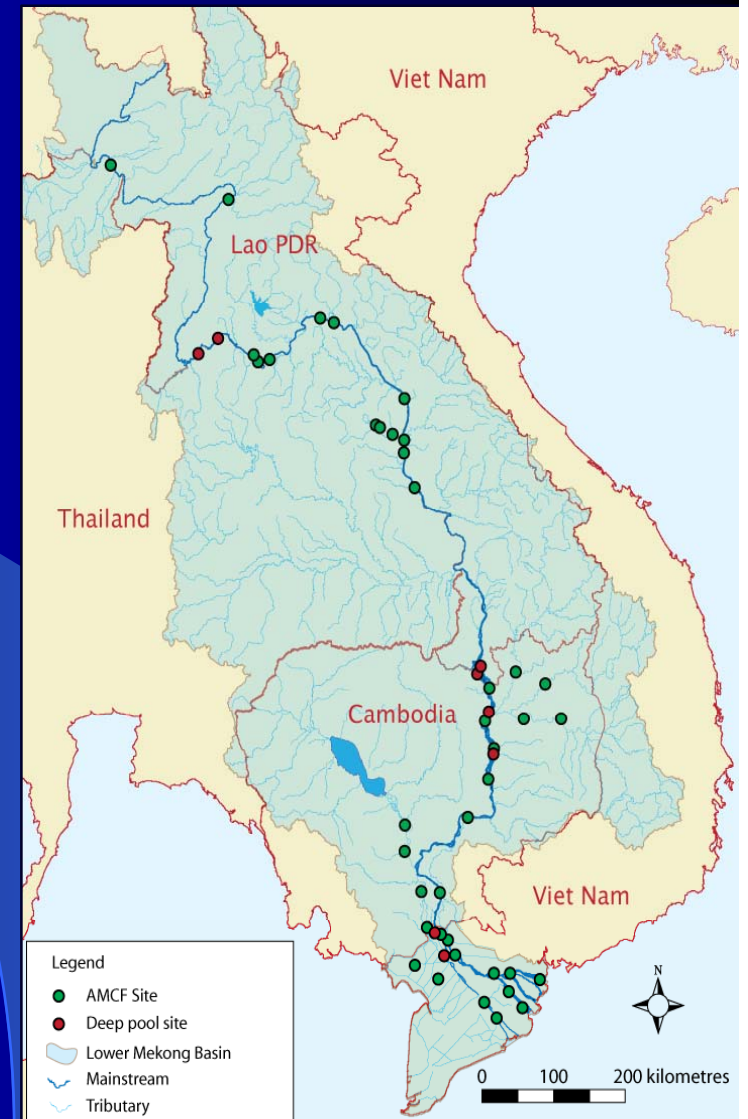 Viet Nam
Lao PDR
Thailand
Cambodia
Viet Nam
Legend
AMCF Site
Deep pool site
Lower Mekong Basin
Mainstream
Tributary
N
0 100 200 kilometres